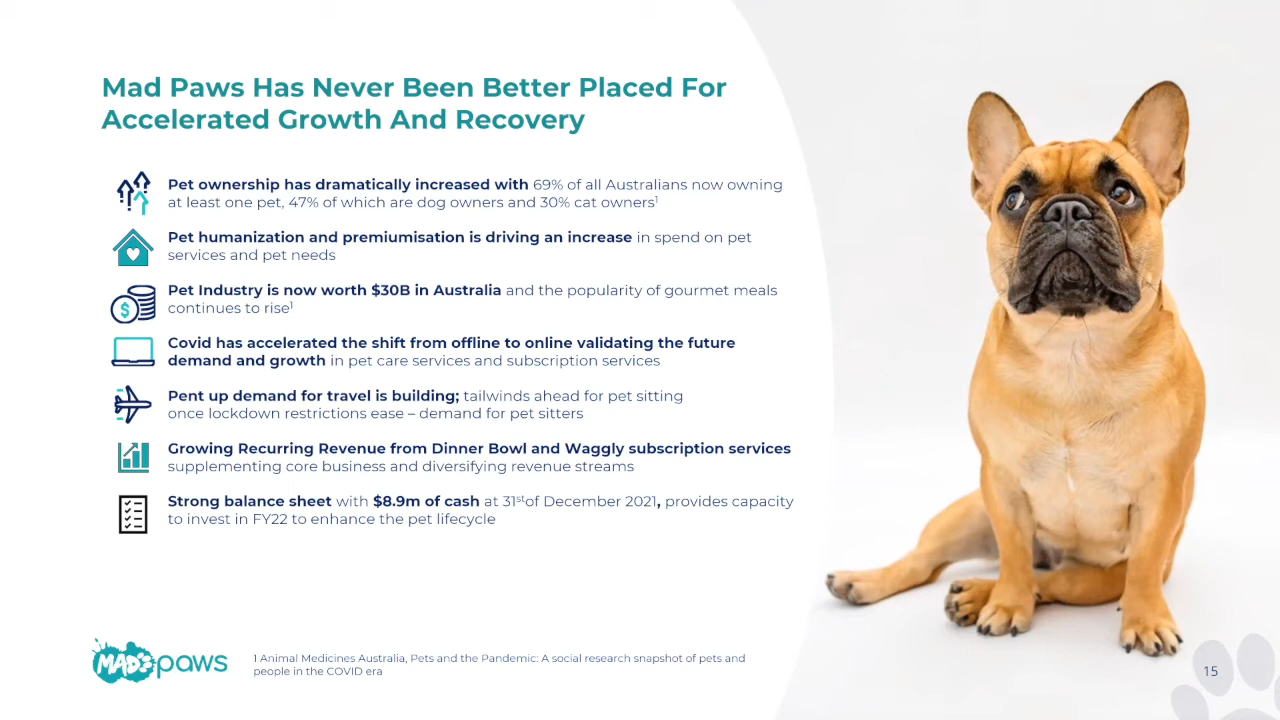 Mad Paws Has Never Been Better Placed For
Accelerated Growth And Recovery
Pet ownership has dramatically increased with 69% of all Australians now owning
at least one pet, 47% of which are dog owners and 30% cat owners¹
Pet humanization and premiumisation is driving an increase in spend on pet
services and pet needs
Pet Industry is now worth $30B in Australia and the popularity of gourmet meals
continues to rise¹
$
Covid has accelerated the shift from offline to online validating the future
demand and growth in pet care services and subscription services
Pent up demand for travel is building; tailwinds ahead for pet sitting
once lockdown restrictions ease – demand for pet sitters
Growing Recurring Revenue from Dinner Bowl and Waggly subscription services
supplementing core business and diversifying revenue streams
Strong balance sheet with $8.9m of cash at 31stof December 2021, provides capacity
to invest in FY22 to enhance the pet lifecycle
MAD paws
1 Animal Medicines Australia, Pets and the Pandemic: A social research snapshot of pets and
people in the COVID era
15